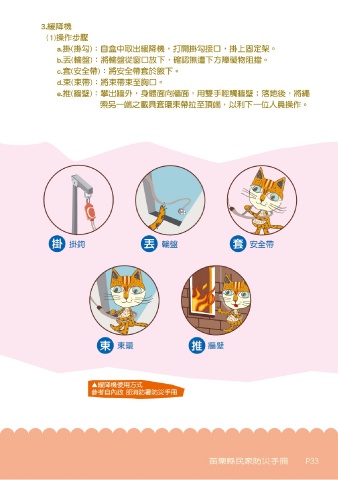 3.緩降機
(1)操作步驟
a.掛(掛勾)：自盒中取出緩降機、打開掛勾接口，掛上固定架。
b.丟(輪盤)：將輪盤從窗口放下，確認無遭下方障礙物阻擋。
c.套(安全帶)：將安全帶套於腋下。
d.束(束帶)：將束帶束至胸口。
e.推(牆壁)：攀出牆外，身體面向牆面，用雙手輕觸牆壁；落地後，將繩
索另一端之載具套環束帶拉至頂端，以利下一位人員操作。
掛 掛鉤
丟 輪盤
套 安全帶
束 束環
推 牆壁
▲緩降機使用方式
參考自內政部消防署防災手冊
苗栗縣民眾防災手冊 P33